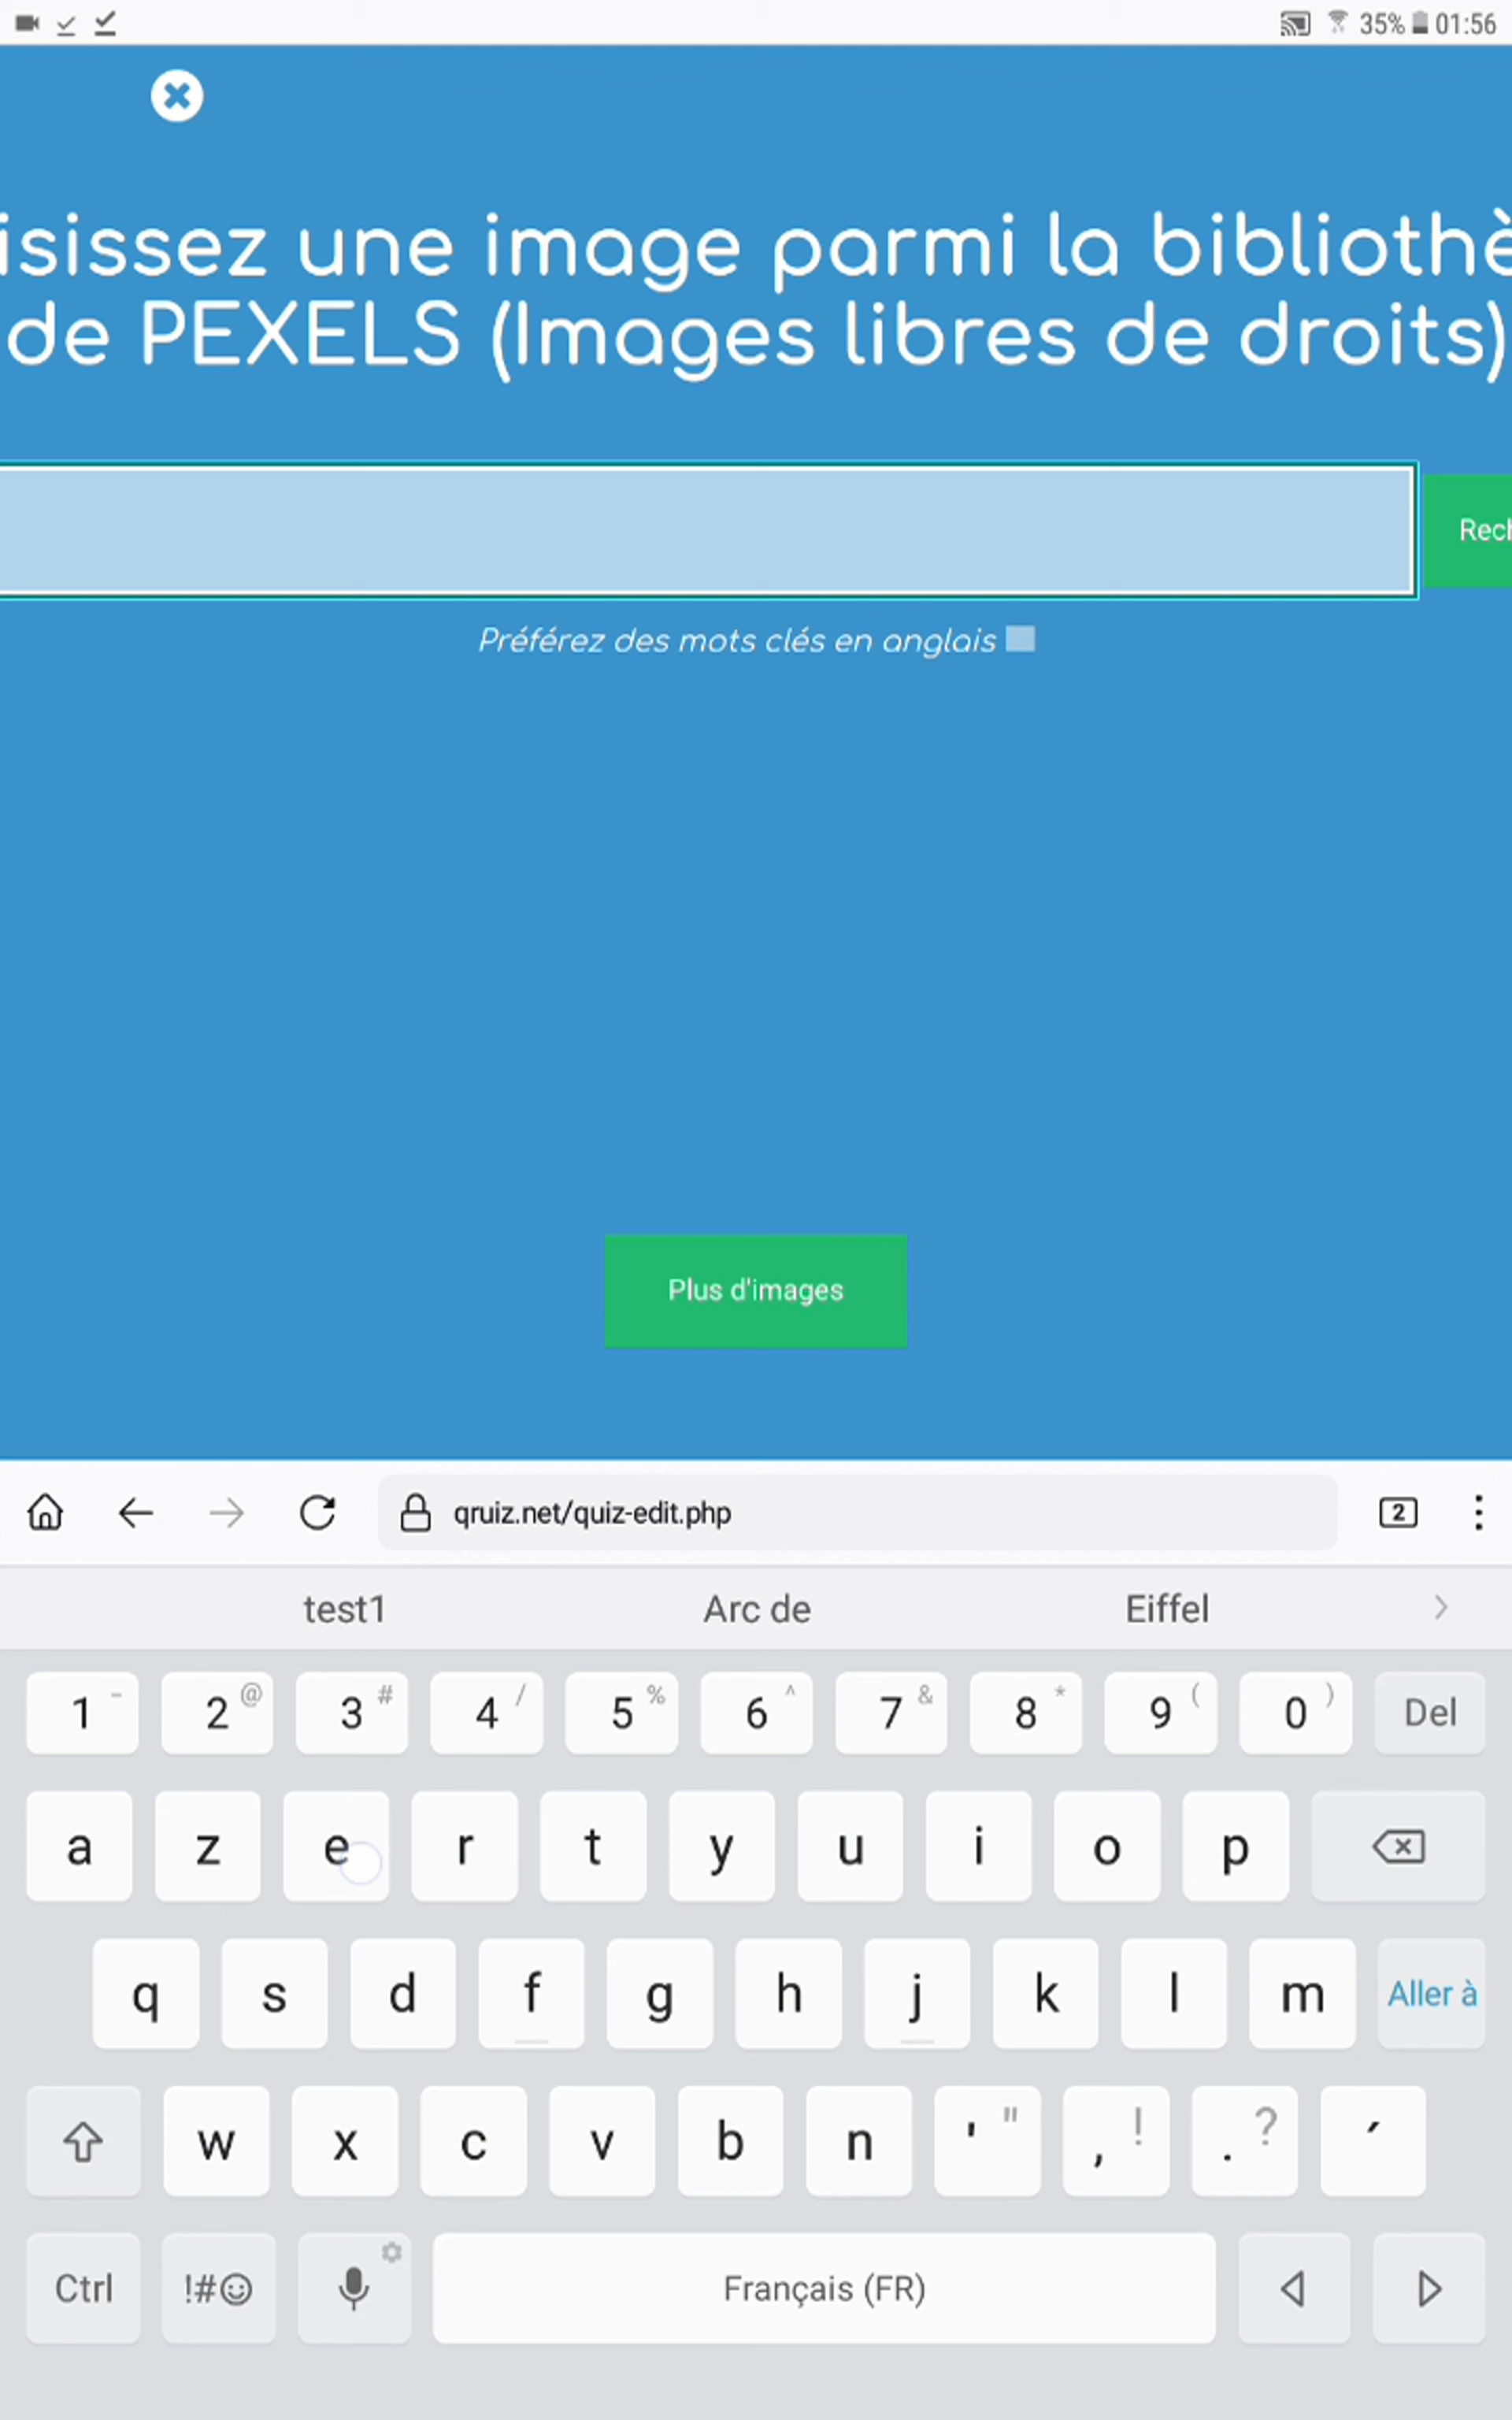 35% 01:56
isissez une image parmi la bibliothè
de PEXELS (Images libres de droits)
Rech
Préférez des mots clés en anglais
Plus d'images
qruiz.net/quiz-edit.php 2
test1 Arc de Eiffel
1 - 2 @ 3 # 4 / 5 % 6 ^ 7 & 8 * 9 ( 0 ) Del
a z e r t y u i o p
q s d f g h j k l m Aller à
w x c v b n ' " , ! . ? ´
Ctrl !#☺ Français (FR)